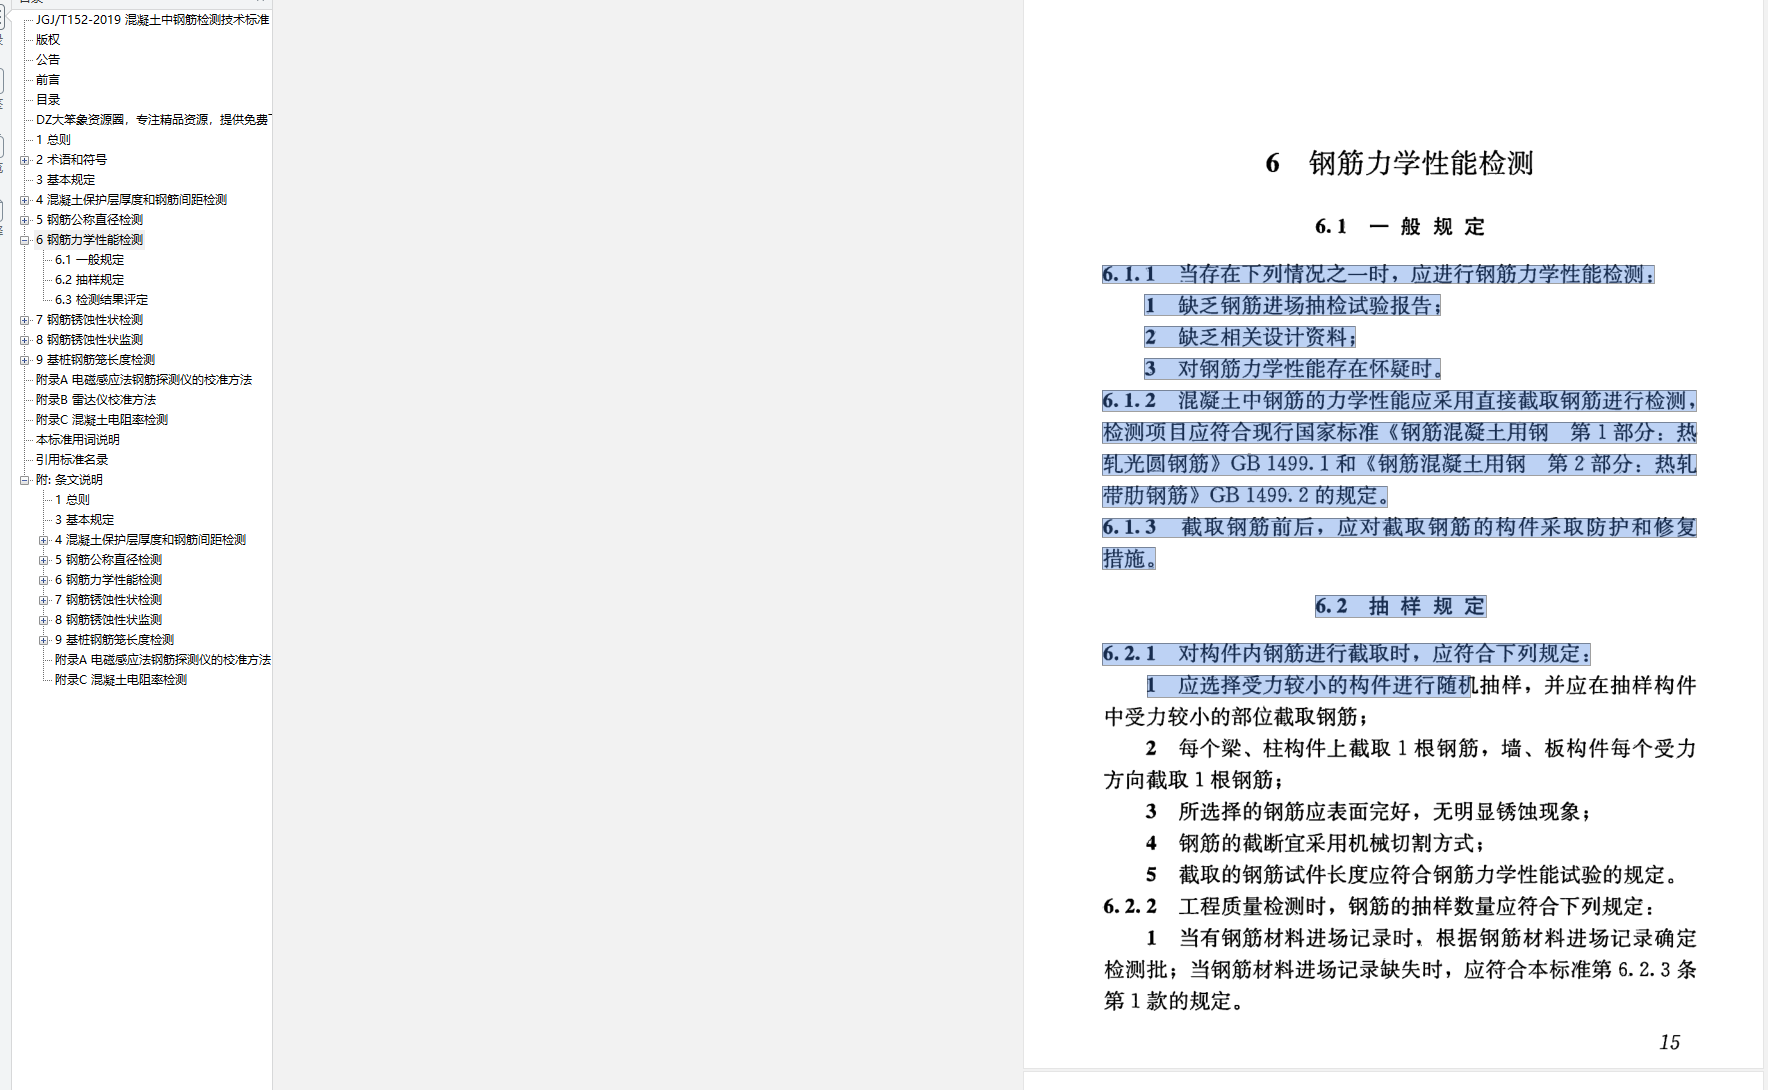 JGJ/T152-2019 混凝土中钢筋检测技术标准
版权
公告
前言
目录
DZ大笨象资源圈，专注精品资源，提供免费
1 总则
2 术语和符号
3 基本规定
4 混凝土保护层厚度和钢筋间距检测
5 钢筋公称直径检测
6 钢筋力学性能检测
6.1 一般规定
6.2 抽样规定
6.3 检测结果评定
7 钢筋锈蚀性状检测
8 钢筋锈蚀性状监测
9 基桩钢筋笼长度检测
附录A 电磁感应法钢筋探测仪的校准方法
附录B 雷达仪校准方法
附录C 混凝土电阻率检测
本标准用词说明
引用标准名录
附: 条文说明
1 总则
3 基本规定
4 混凝土保护层厚度和钢筋间距检测
5 钢筋公称直径检测
6 钢筋力学性能检测
7 钢筋锈蚀性状检测
8 钢筋锈蚀性状监测
9 基桩钢筋笼长度检测
附录A 电磁感应法钢筋探测仪的校准方法
附录C 混凝土电阻率检测
6 钢筋力学性能检测
6.1 一般规定
6.1.1 当存在下列情况之一时，应进行钢筋力学性能检测：
1 缺乏钢筋进场抽检试验报告；
2 缺乏相关设计资料；
3 对钢筋力学性能存在怀疑时。
6.1.2 混凝土中钢筋的力学性能应采用直接截取钢筋进行检测，
检测项目应符合现行国家标准《钢筋混凝土用钢 第1部分：热
轧光圆钢筋》GB 1499.1和《钢筋混凝土用钢 第2部分：热轧
带肋钢筋》GB 1499.2的规定。
6.1.3 截取钢筋前后，应对截取钢筋的构件采取防护和修复
措施。
6.2 抽样规定
6.2.1 对构件内钢筋进行截取时，应符合下列规定：
1 应选择受力较小的构件进行随机抽样，并应在抽样构件
中受力较小的部位截取钢筋；
2 每个梁、柱构件上截取1根钢筋，墙、板构件每个受力
方向截取1根钢筋；
3 所选择的钢筋应表面完好，无明显锈蚀现象；
4 钢筋的截断宜采用机械切割方式；
5 截取的钢筋试件长度应符合钢筋力学性能试验的规定。
6.2.2 工程质量检测时，钢筋的抽样数量应符合下列规定：
1 当有钢筋材料进场记录时，根据钢筋材料进场记录确定
检测批；当钢筋材料进场记录缺失时，应符合本标准第6.2.3条
第1款的规定。
15